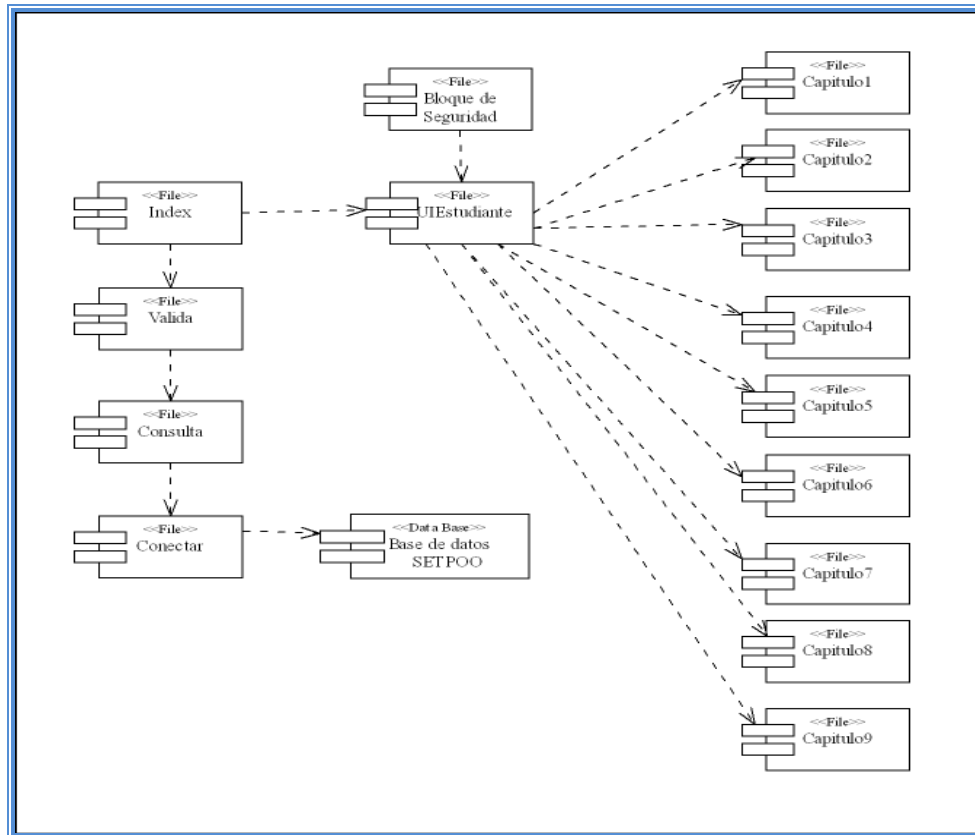 <<File>>
Bloque de
Seguridad
<<File>>
Index
<<File>>
UIEstudiante
<<File>>
Valida
<<File>>
Consulta
<<File>>
Conectar
<<Data Base>>
Base de datos
SETPOO
<<File>>
Capitulo1
<<File>>
Capitulo2
<<File>>
Capitulo3
<<File>>
Capitulo4
<<File>>
Capitulo5
<<File>>
Capitulo6
<<File>>
Capitulo7
<<File>>
Capitulo8
<<File>>
Capitulo9